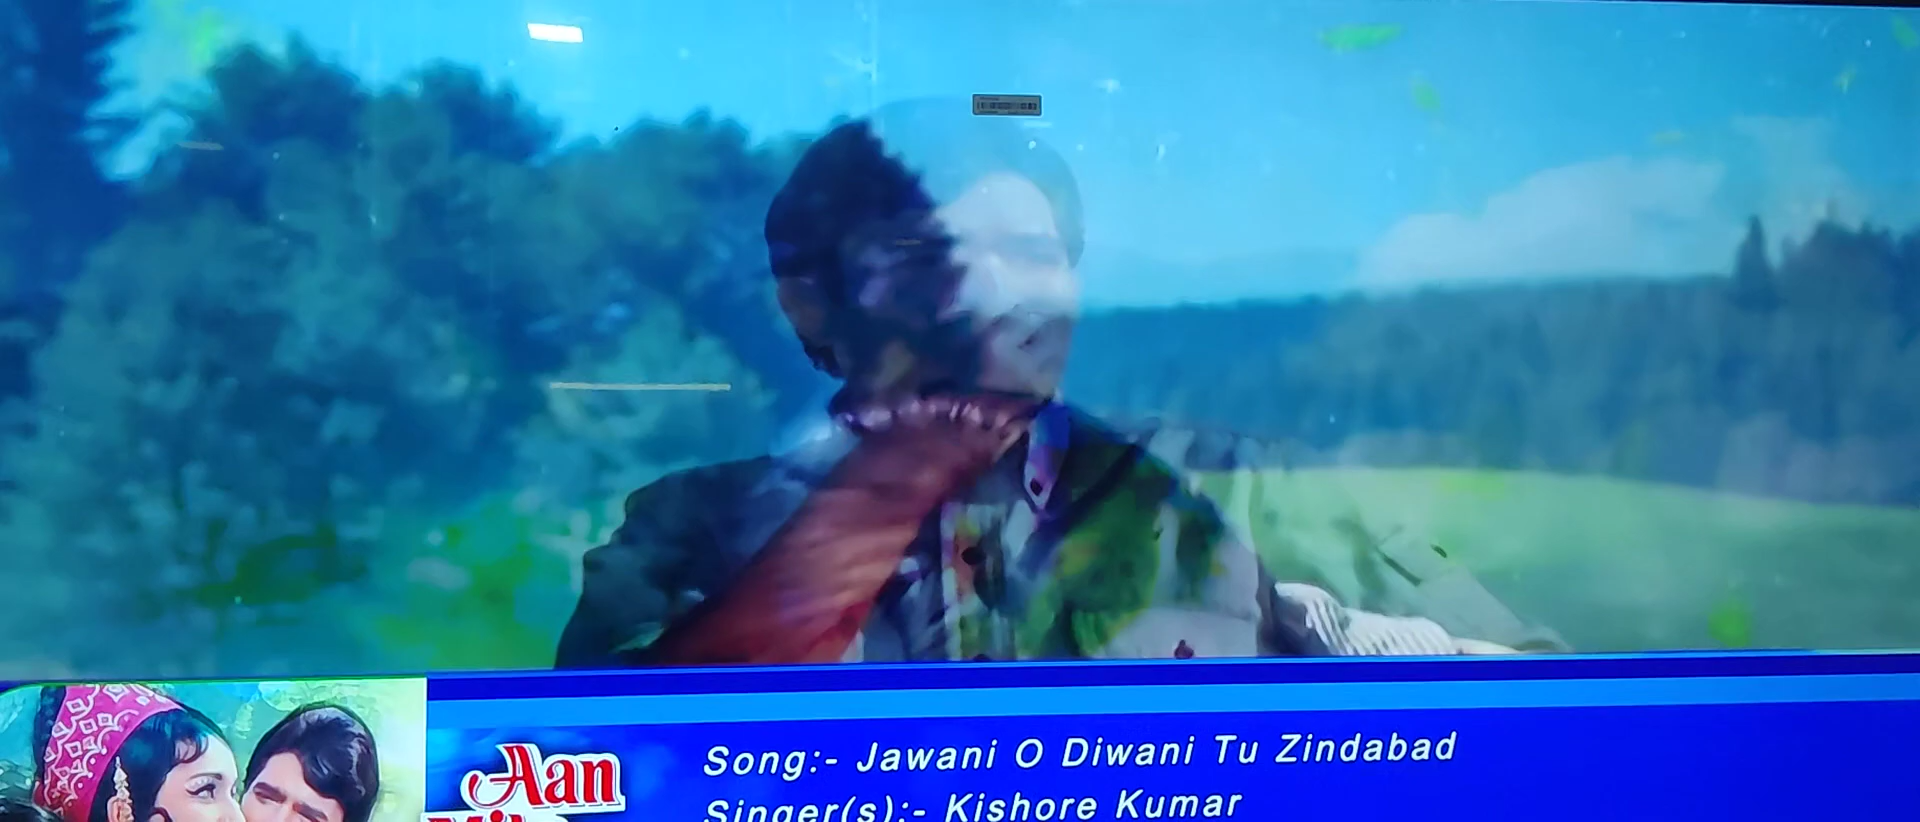 Aan
Song:- Jawani O Diwani Tu Zindabad
Singer(s):- Kishore Kumar